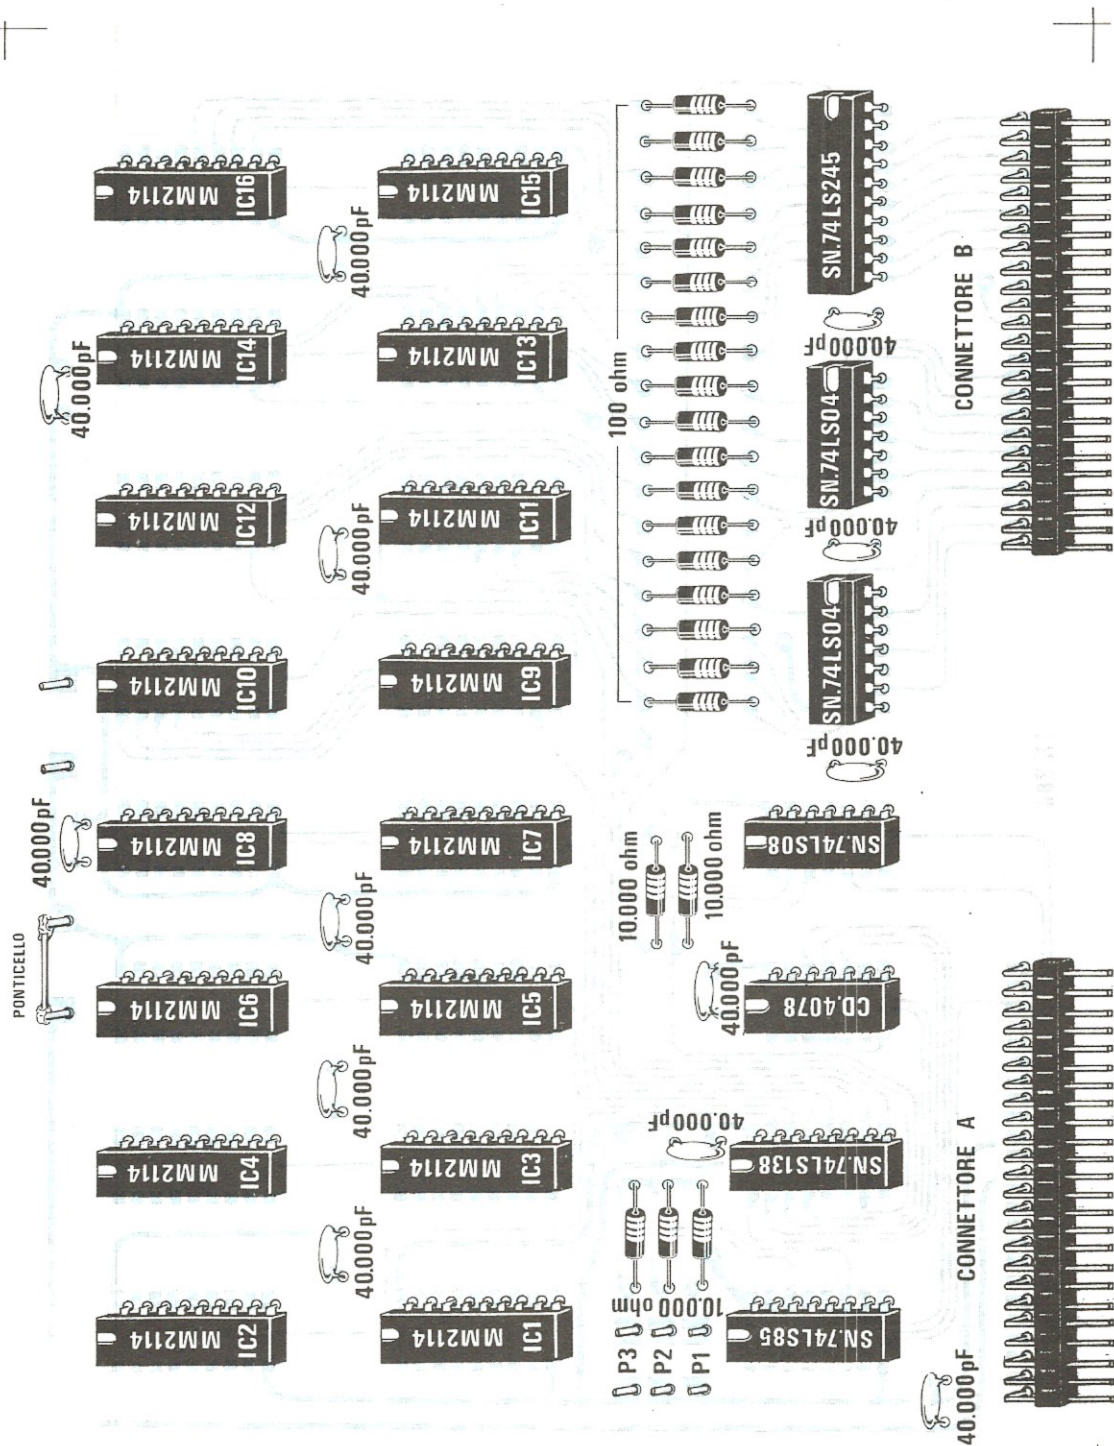 MM2114 IC16
MM2114 IC15
40.000pF
MM2114 IC14
MM2114 IC13
40.000pF
MM2114 IC12
MM2114 IC11
40.000pF
MM2114 IC10
MM2114 IC9
MM2114 IC8
MM2114 IC7
40.000pF
40.000pF
PONTICELLO
MM2114 IC6
MM2114 IC5
40.000pF
MM2114 IC4
MM2114 IC3
40.000pF
MM2114 IC2
MM2114 IC1
100 ohm
SN.74LS245
40.000pF
SN.74LS04
40.000pF
SN.74LS04
40.000pF
CONNETTORE B
10.000 ohm
10.000 ohm
SN.74LS08
40.000pF
CD.4078
40.000pF
SN.74LS138
10.000 ohm
P3
P2
P1
SN.74LS85
CONNETTORE A
40.000pF